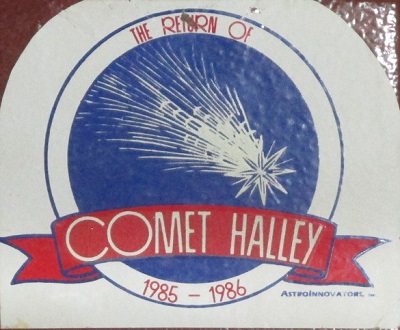 THE RETURN OF
COMET HALLEY
1985 - 1986
ASTROINNOVATORS, INC.